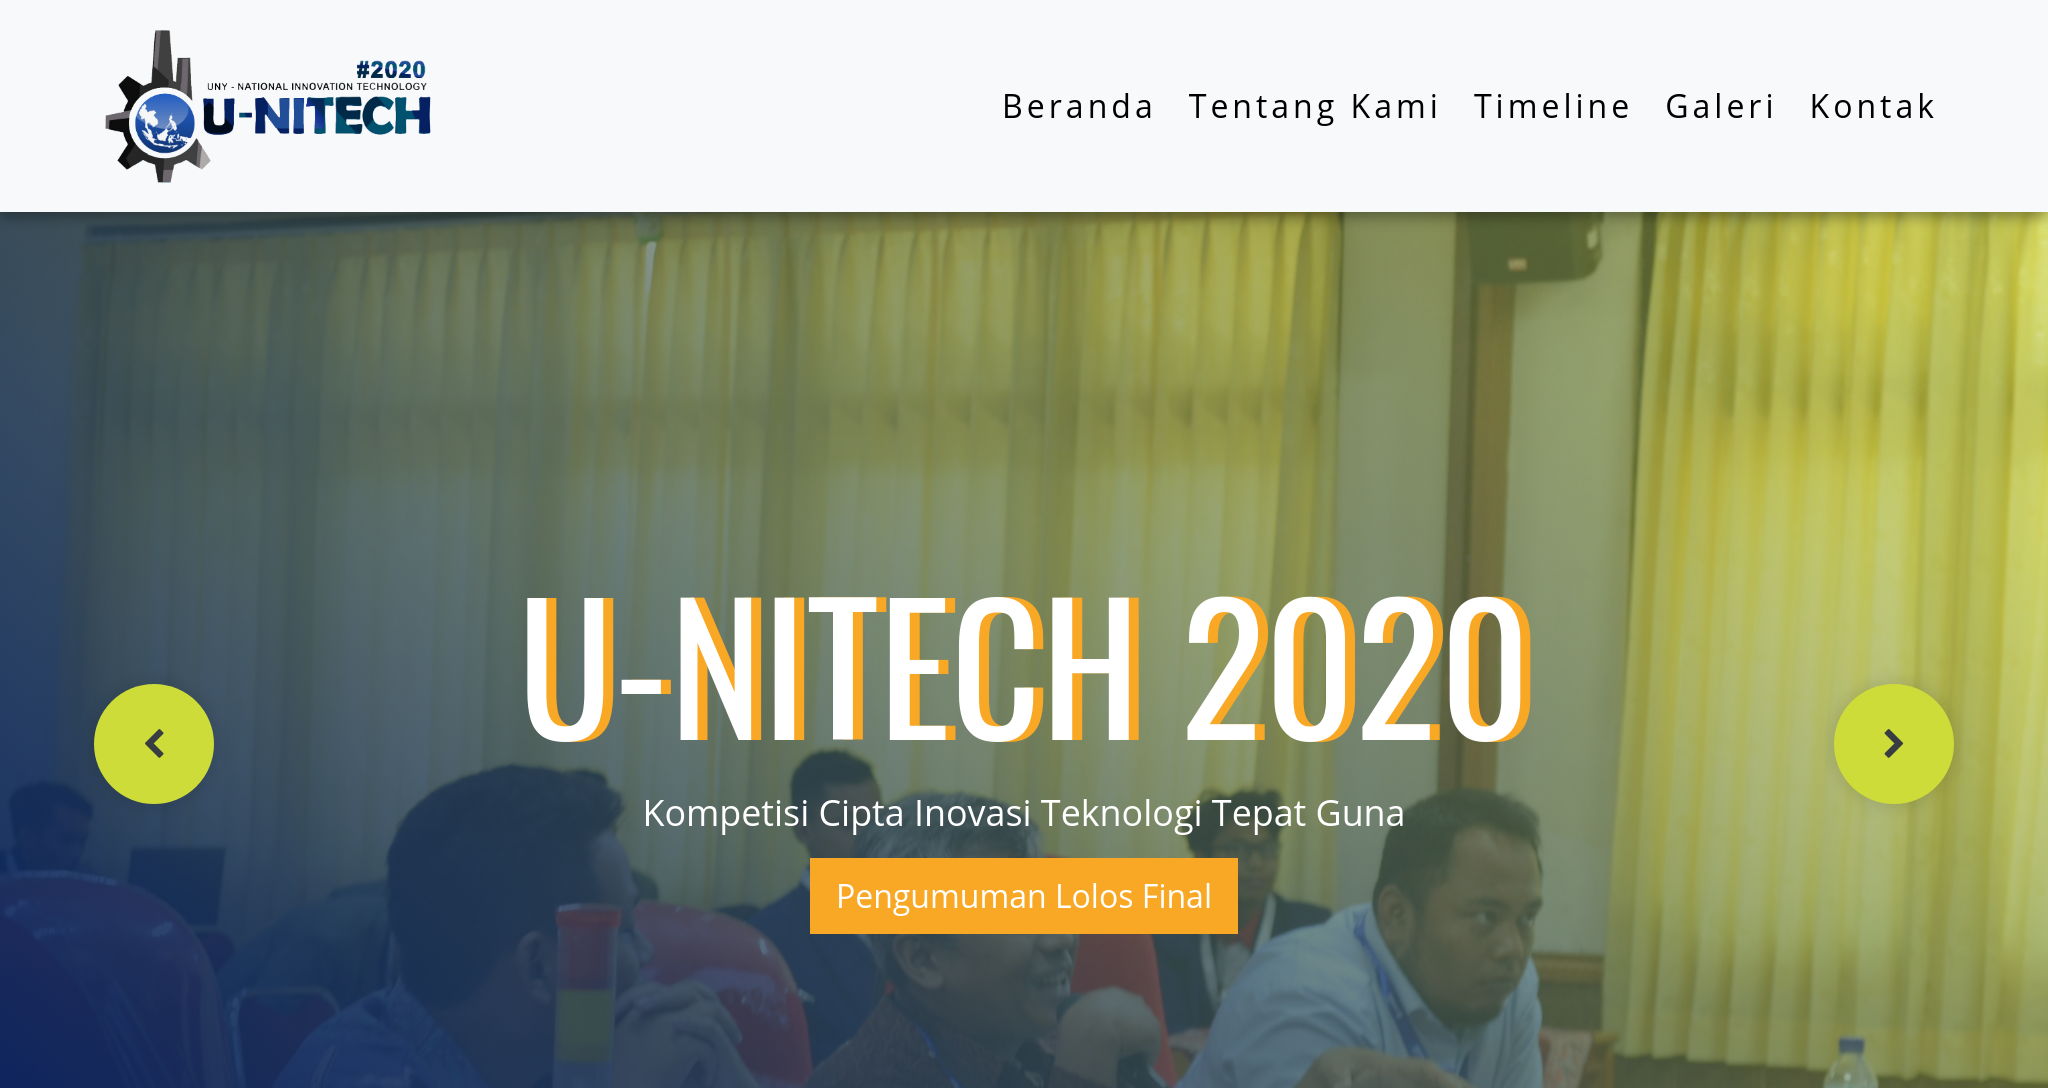 #2020
UNY - NATIONAL INNOVATION TECHNOLOGY
U-NITECH
Beranda Tentang Kami Timeline Galeri Kontak
U-NITECH 2020
Kompetisi Cipta Inovasi Teknologi Tepat Guna
Pengumuman Lolos Final